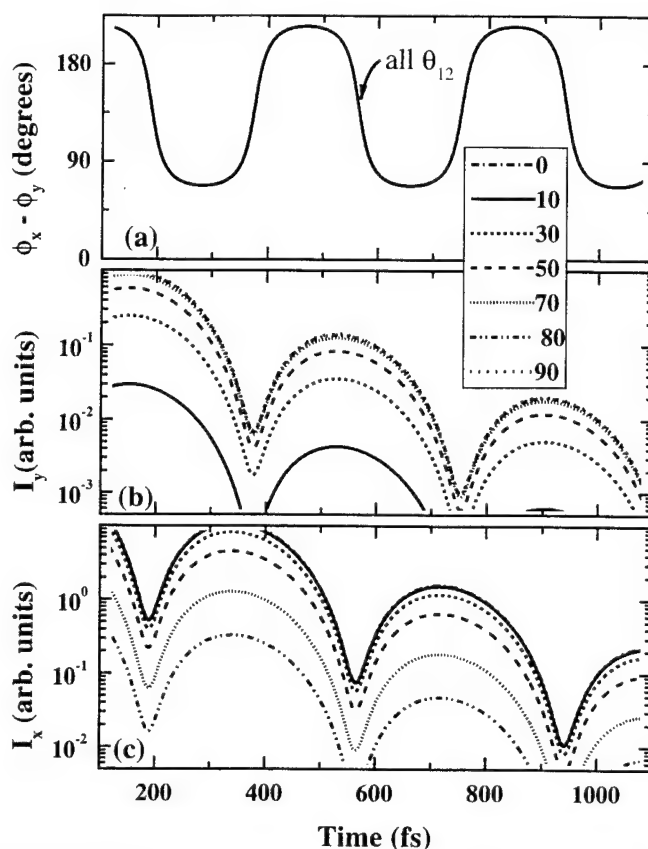 180
90
0
ϕx - ϕy (degrees)
all θ12
(a)
0
10
30
50
70
80
90
10-1
10-2
10-3
Iy (arb. units)
(b)
100
10-1
10-2
Ix (arb. units)
(c)
200 400 600 800 1000
Time (fs)